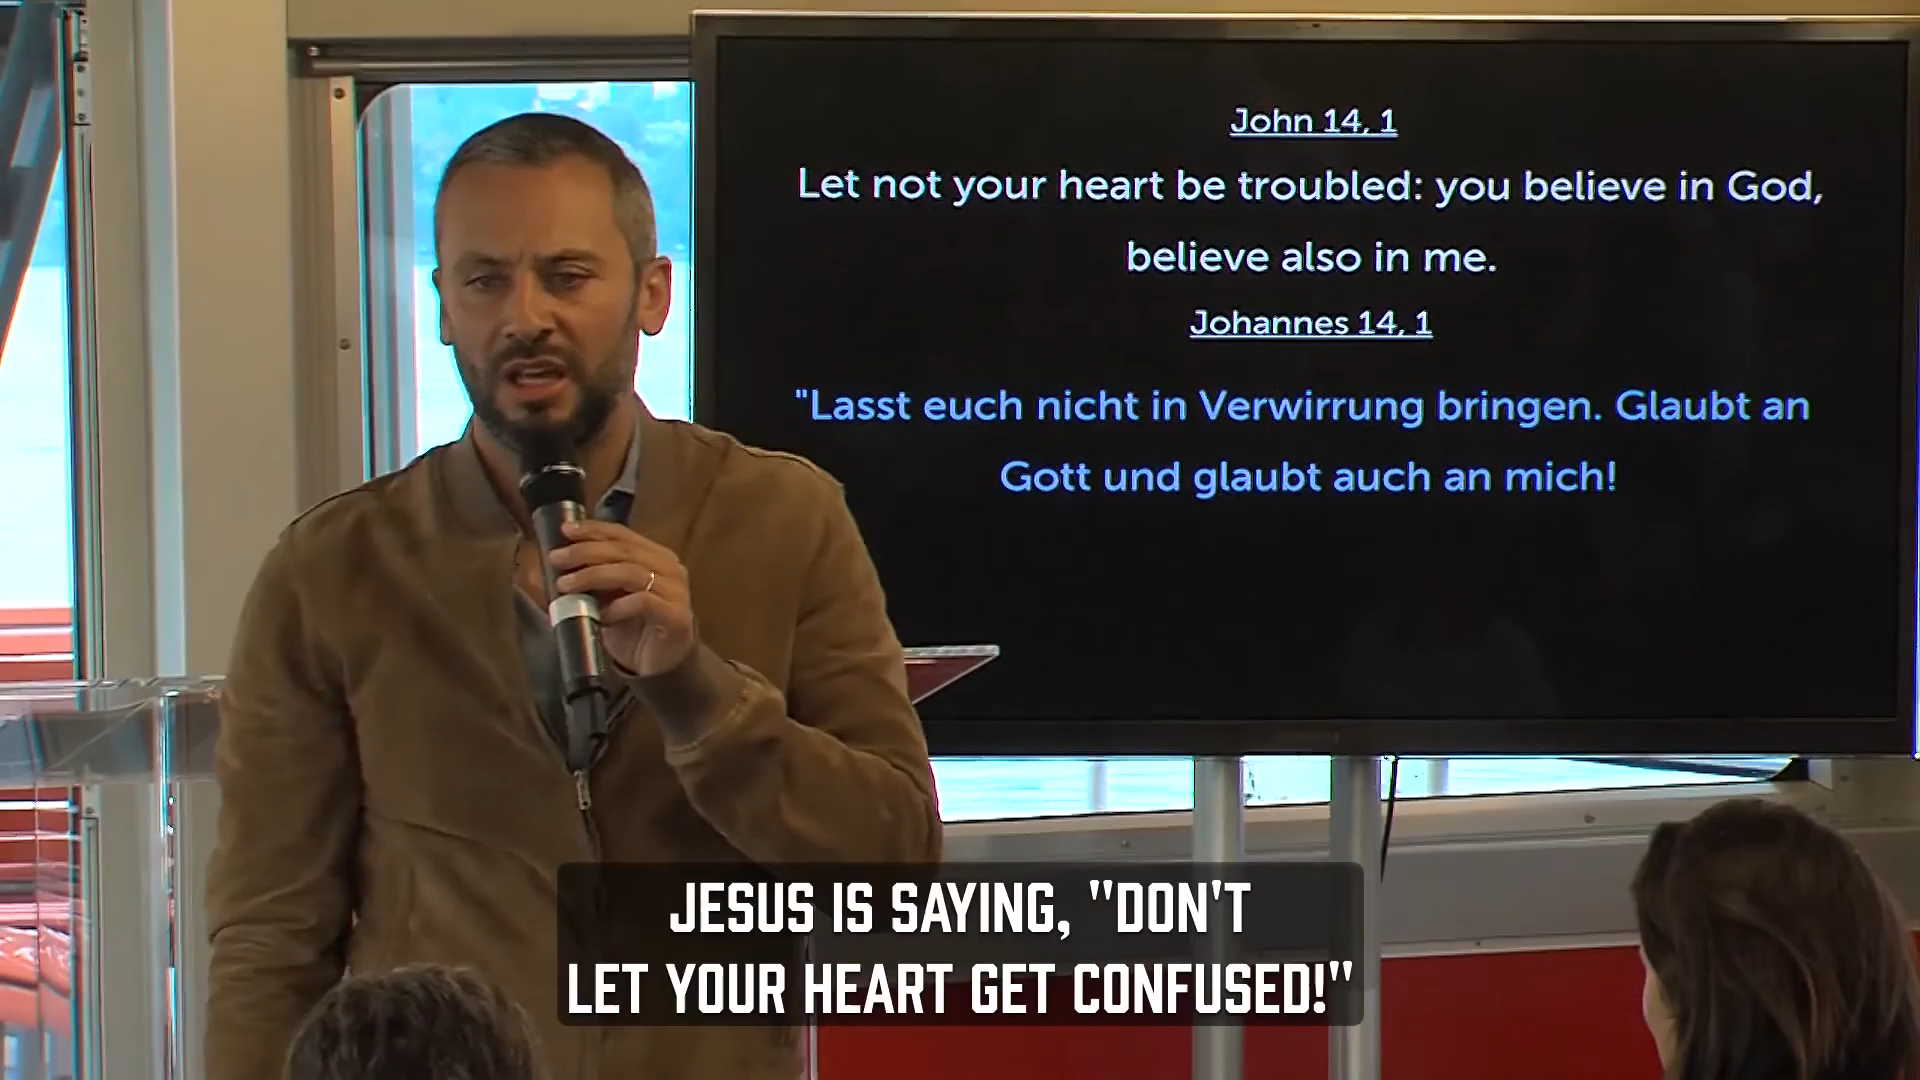 John 14, 1
Let not your heart be troubled: you believe in God,
believe also in me.
Johannes 14, 1
"Lasst euch nicht in Verwirrung bringen. Glaubt an
Gott und glaubt auch an mich!
JESUS IS SAYING, "DON'T
LET YOUR HEART GET CONFUSED!"